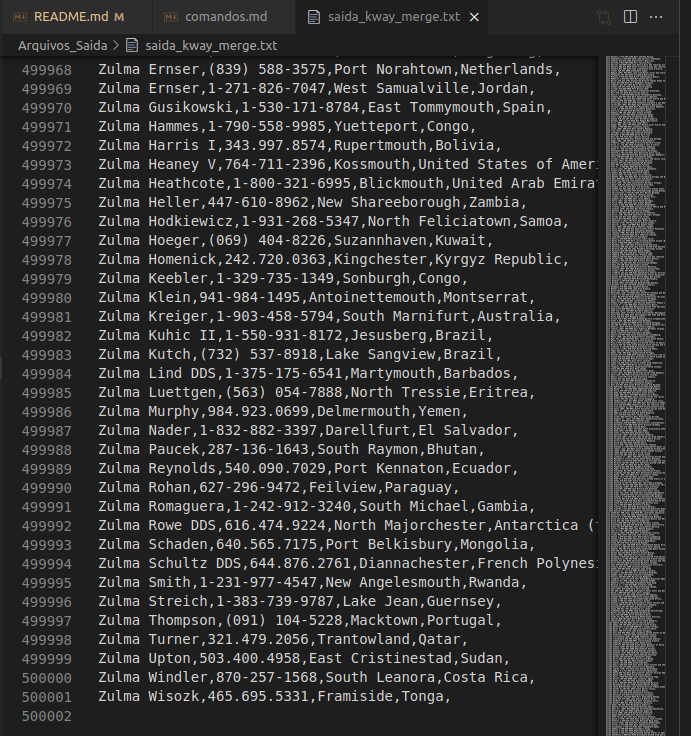 README.md M comandos.md saida_kway_merge.txt
Arquivos_Saida > saida_kway_merge.txt
499968 Zulma Ernser,(839) 588-3575,Port Norahtown,Netherlands,
499969 Zulma Ernser,1-271-826-7047,West Samualville,Jordan,
499970 Zulma Gusikowski,1-530-171-8784,East Tommymouth,Spain,
499971 Zulma Hammes,1-790-558-9985,Yuetteport,Congo,
499972 Zulma Harris I,343.997.8574,Rupertmouth,Bolivia,
499973 Zulma Heaney V,764-711-2396,Kossmouth,United States of Ameri
499974 Zulma Heathcote,1-800-321-6995,Blickmouth,United Arab Emirat
499975 Zulma Heller,447-610-8962,New Shareeborough,Zambia,
499976 Zulma Hodkiewicz,1-931-268-5347,North Feliciatown,Samoa,
499977 Zulma Hoeger,(069) 404-8226,Suzannhaven,Kuwait,
499978 Zulma Homenick,242.720.0363,Kingchester,Kyrgyz Republic,
499979 Zulma Keebler,1-329-735-1349,Sonburgh,Congo,
499980 Zulma Klein,941-984-1495,Antoinettemouth,Montserrat,
499981 Zulma Kreiger,1-903-458-5794,South Marnifurt,Australia,
499982 Zulma Kuhic II,1-550-931-8172,Jesusberg,Brazil,
499983 Zulma Kutch,(732) 537-8918,Lake Sangview,Brazil,
499984 Zulma Lind DDS,1-375-175-6541,Martymouth,Barbados,
499985 Zulma Luettgen,(563) 054-7888,North Tressie,Eritrea,
499986 Zulma Murphy,984.923.0699,Delmermouth,Yemen,
499987 Zulma Nader,1-832-882-3397,Darellfurt,El Salvador,
499988 Zulma Paucek,287-136-1643,South Raymon,Bhutan,
499989 Zulma Reynolds,540.090.7029,Port Kennaton,Ecuador,
499990 Zulma Rohan,627-296-9472,Feilview,Paraguay,
499991 Zulma Romaguera,1-242-912-3240,South Michael,Gambia,
499992 Zulma Rowe DDS,616.474.9224,North Majorchester,Antarctica (
499993 Zulma Schaden,640.565.7175,Port Belkisbury,Mongolia,
499994 Zulma Schultz DDS,644.876.2761,Diannachester,French Polynesi
499995 Zulma Smith,1-231-977-4547,New Angelesmouth,Rwanda,
499996 Zulma Streich,1-383-739-9787,Lake Jean,Guernsey,
499997 Zulma Thompson,(091) 104-5228,Macktown,Portugal,
499998 Zulma Turner,321.479.2056,Trantowland,Qatar,
499999 Zulma Upton,503.400.4958,East Cristinestad,Sudan,
500000 Zulma Windler,870-257-1568,South Leanora,Costa Rica,
500001 Zulma Wisozk,465.695.5331,Framiside,Tonga,
500002